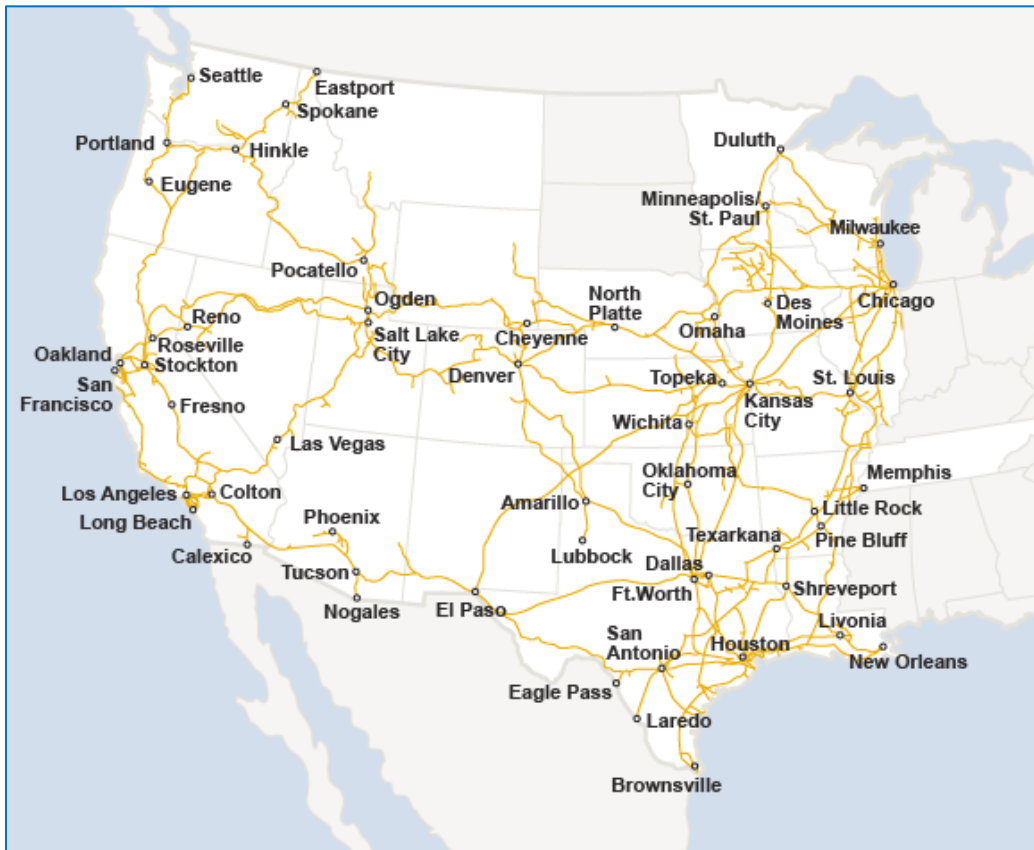 Seattle
Eastport
Spokane
Portland
Hinkle
Duluth
Eugene
Minneapolis/
St. Paul
Milwaukee
Pocatello
Ogden
North
Platte
Chicago
Reno
Cheyenne
Omaha
Des
Moines
Roseville
Salt Lake
City
Oakland
Stockton
Denver
Topeka
St. Louis
San
Francisco
Fresno
Kansas
City
Wichita
Las Vegas
Oklahoma
City
Memphis
Los Angeles
Colton
Amarillo
Little Rock
Long Beach
Phoenix
Texarkana
Pine Bluff
Calexico
Lubbock
Tucson
Dallas
Ft.Worth
Shreveport
Nogales
El Paso
Livonia
San
Antonio
Houston
New Orleans
Eagle Pass
Laredo
Brownsville